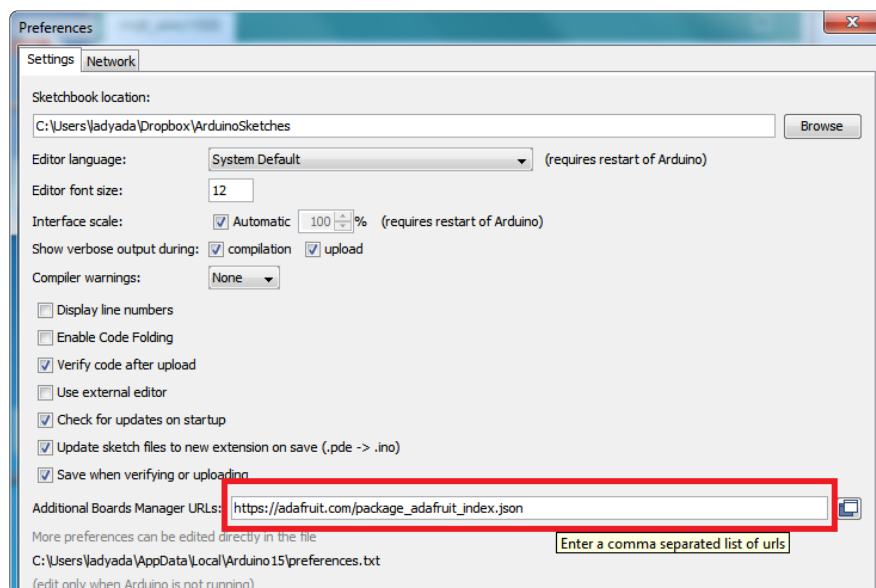 Preferences
Settings Network
Sketchbook location:
C:\Users\ladyada\Dropbox\ArduinoSketches Browse
Editor language: System Default (requires restart of Arduino)
Editor font size: 12
Interface scale: Automatic 100 % (requires restart of Arduino)
Show verbose output during: compilation upload
Compiler warnings: None
Display line numbers
Enable Code Folding
Verify code after upload
Use external editor
Check for updates on startup
Update sketch files to new extension on save (.pde -> .ino)
Save when verifying or uploading
Additional Boards Manager URLs: https://adafruit.com/package_adafruit_index.json
More preferences can be edited directly in the file
Enter a comma separated list of urls
C:\Users\ladyada\AppData\Local\Arduino15\preferences.txt
(edit only when Arduino is not running)